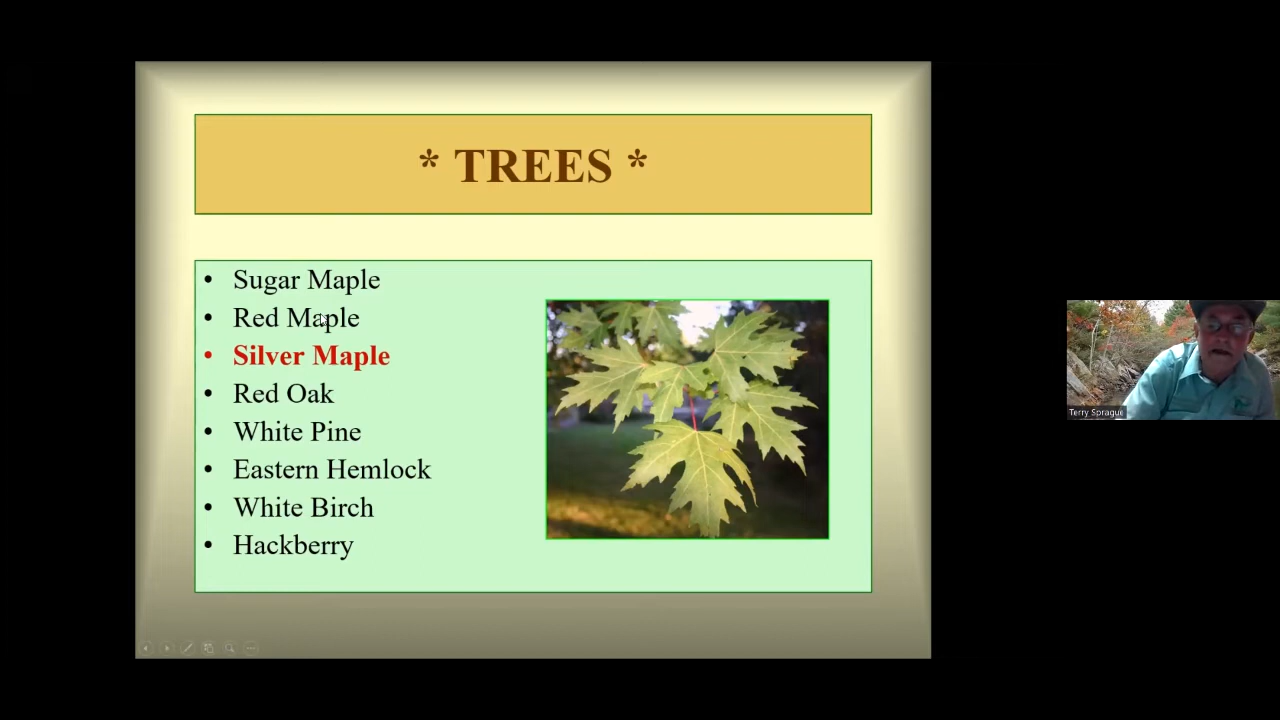 * TREES *
• Sugar Maple
• Red Maple
• Silver Maple
• Red Oak
• White Pine
• Eastern Hemlock
• White Birch
• Hackberry
Terry Sprague